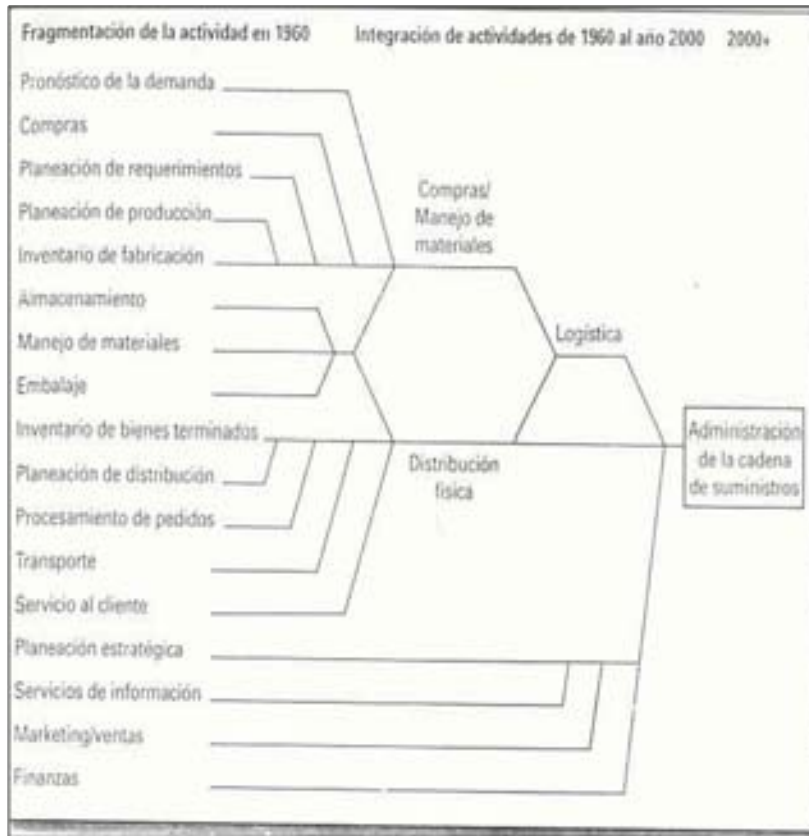 Fragmentación de la actividad en 1960 Integración de actividades de 1960 al año 2000 2000+
Pronóstico de la demanda
Compras
Planeación de requerimientos
Planeación de producción
Inventario de fabricación
Almacenamiento
Manejo de materiales
Embalaje
Inventario de bienes terminados
Planeación de distribución
Procesamiento de pedidos
Transporte
Servicio al cliente
Planeación estratégica
Servicios de información
Marketing/ventas
Finanzas
Compras/
Manejo de
materiales
Distribución
física
Logística
Administración
de la cadena
de suministros